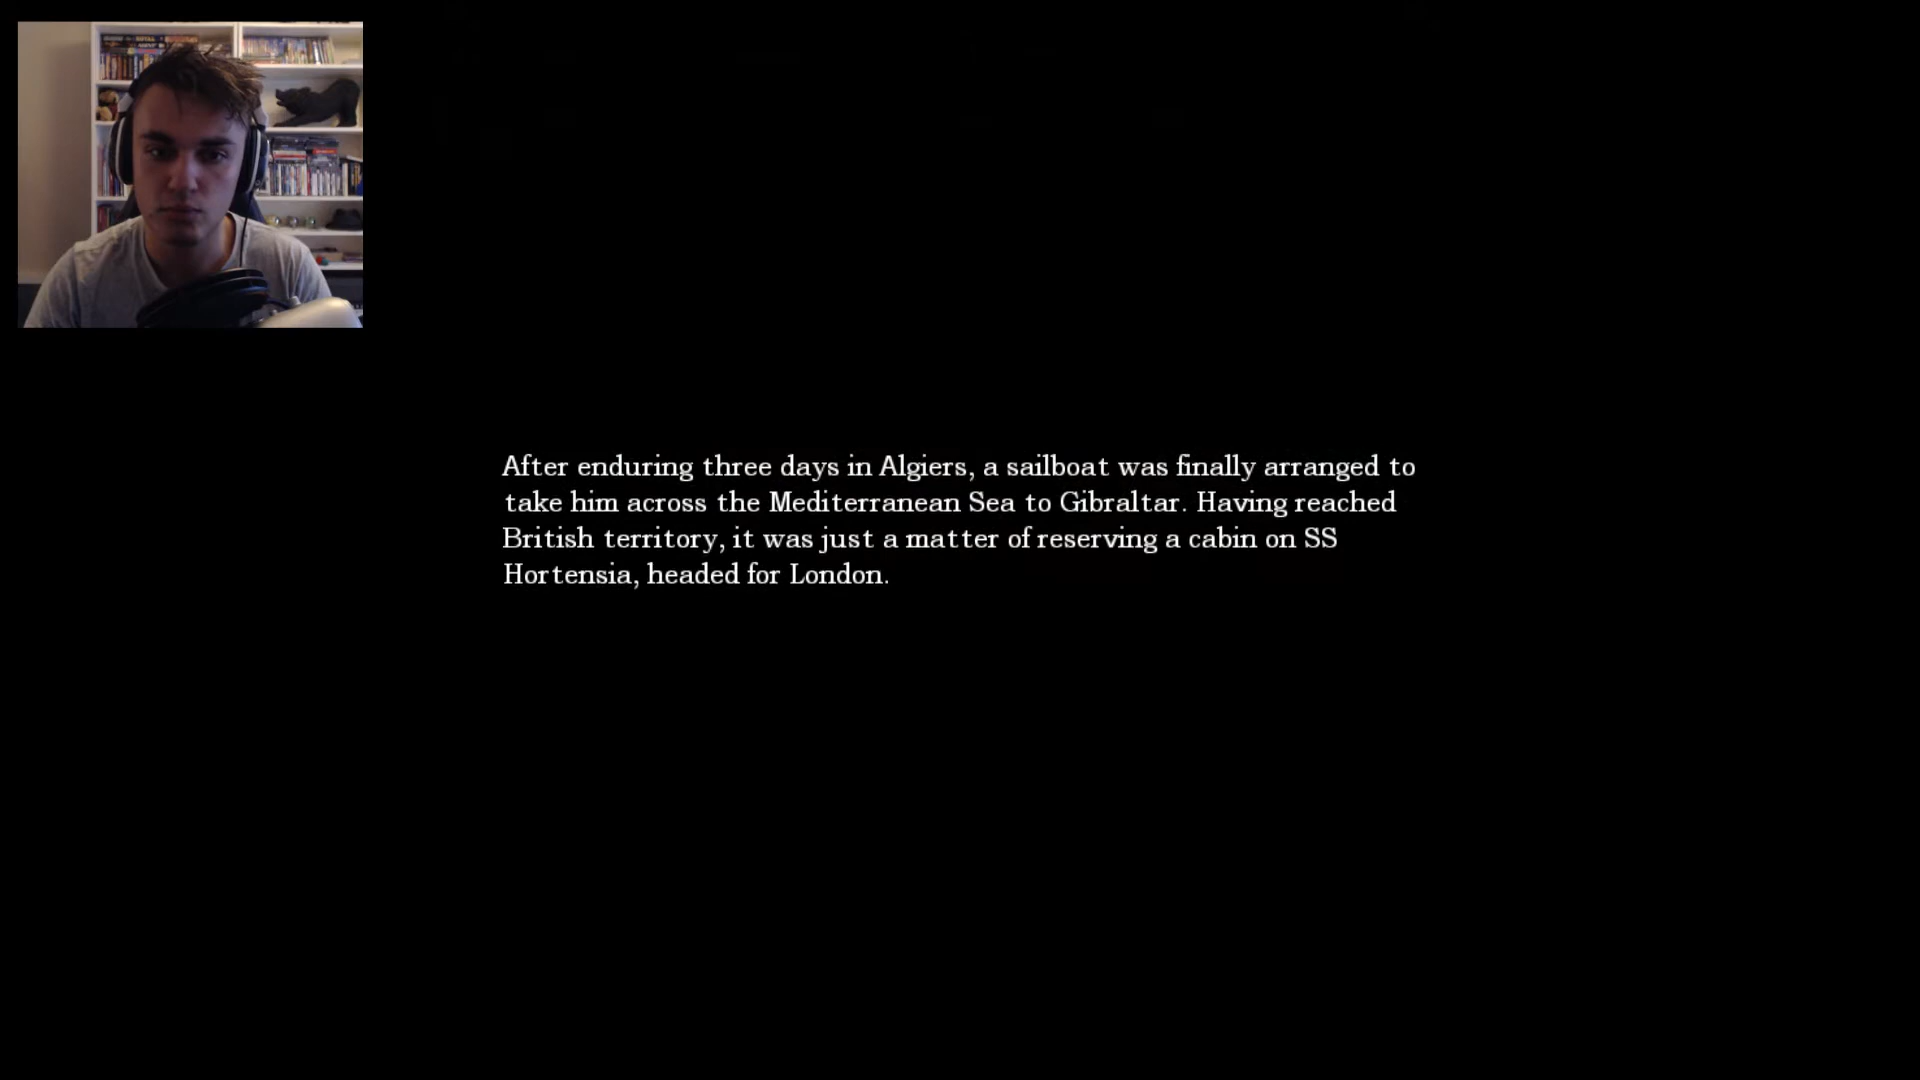 After enduring three days in Algiers, a sailboat was finally arranged to
take him across the Mediterranean Sea to Gibraltar. Having reached
British territory, it was just a matter of reserving a cabin on SS
Hortensia, headed for London.